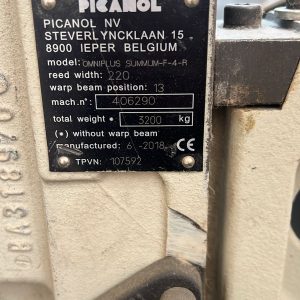 PICANOL
PICANOL NV
STEVERLYNCKLAAN 15
8900 IEPER BELGIUM
model: OMNIPLUS SUMMUM-F-4-R
reed width: 220
warp beam position: 13
mach.n°: 406290
total weight • 3200 kg
(•) without warp beam
manufactured: 6 -2018 CE
TPVN: 107592